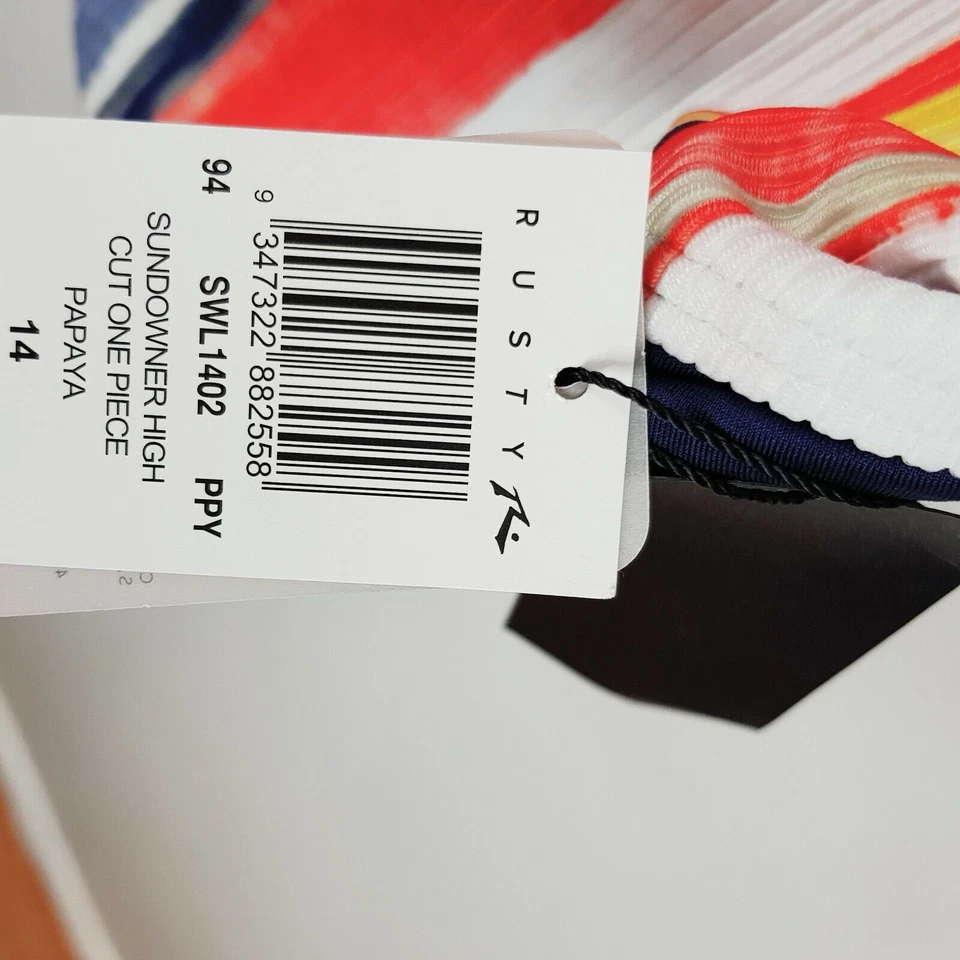 RUSTY
9 347322 882558
94 SWL1402 PPY
SUNDOWNER HIGH
CUT ONE PIECE
PAPAYA
14